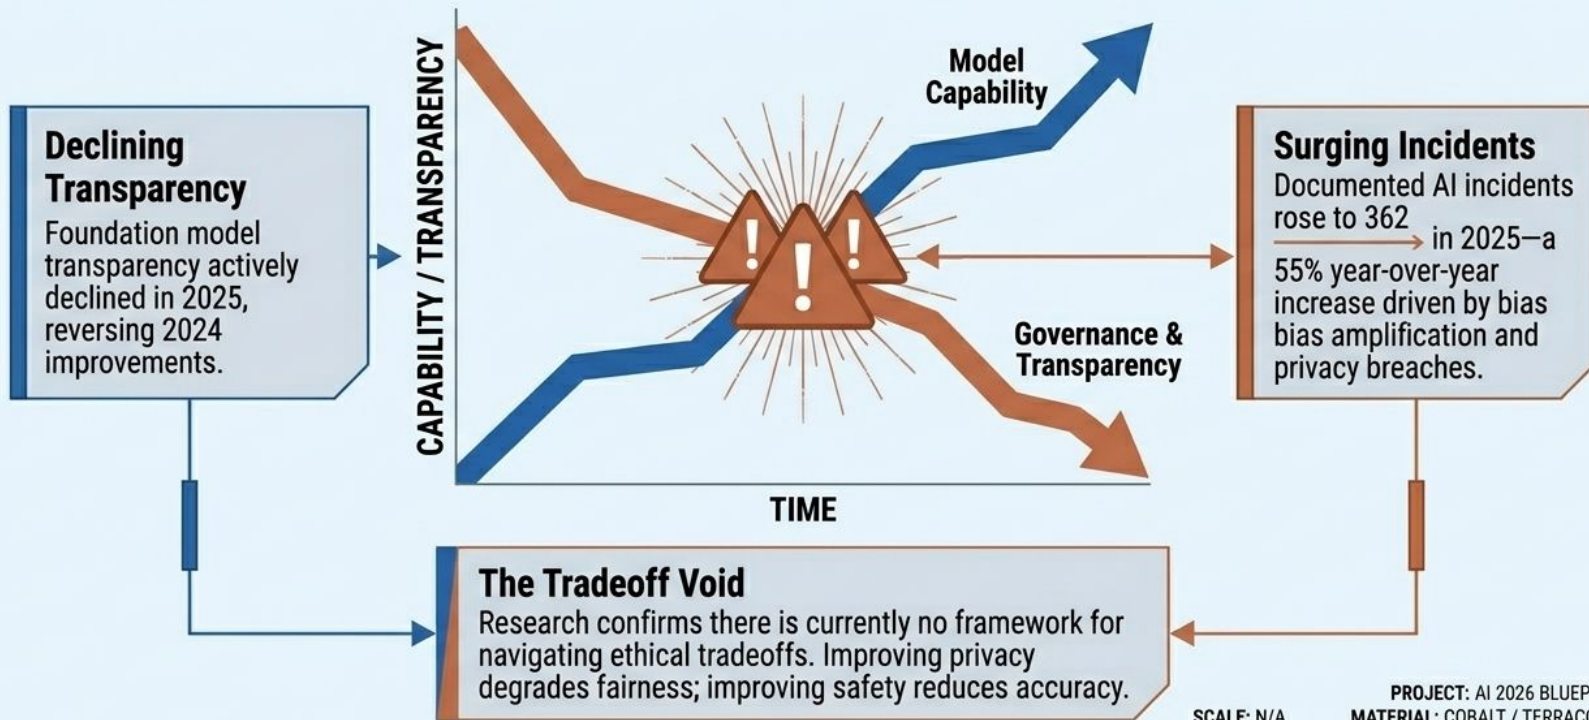 Declining
Transparency
Foundation model
transparency actively
declined in 2025,
reversing 2024
improvements.
CAPABILITY / TRANSPARENCY
Model
Capability
Governance &
Transparency
TIME
Surging Incidents
Documented AI incidents
rose to 362
in 2025—a
55% year-over-year
increase driven by bias
bias amplification and
privacy breaches.
The Tradeoff Void
Research confirms there is currently no framework for
navigating ethical tradeoffs. Improving privacy
degrades fairness; improving safety reduces accuracy.
PROJECT: AI 2026 BLUEP
SCALE: N/A
MATERIAL: COBALT / TERRACO